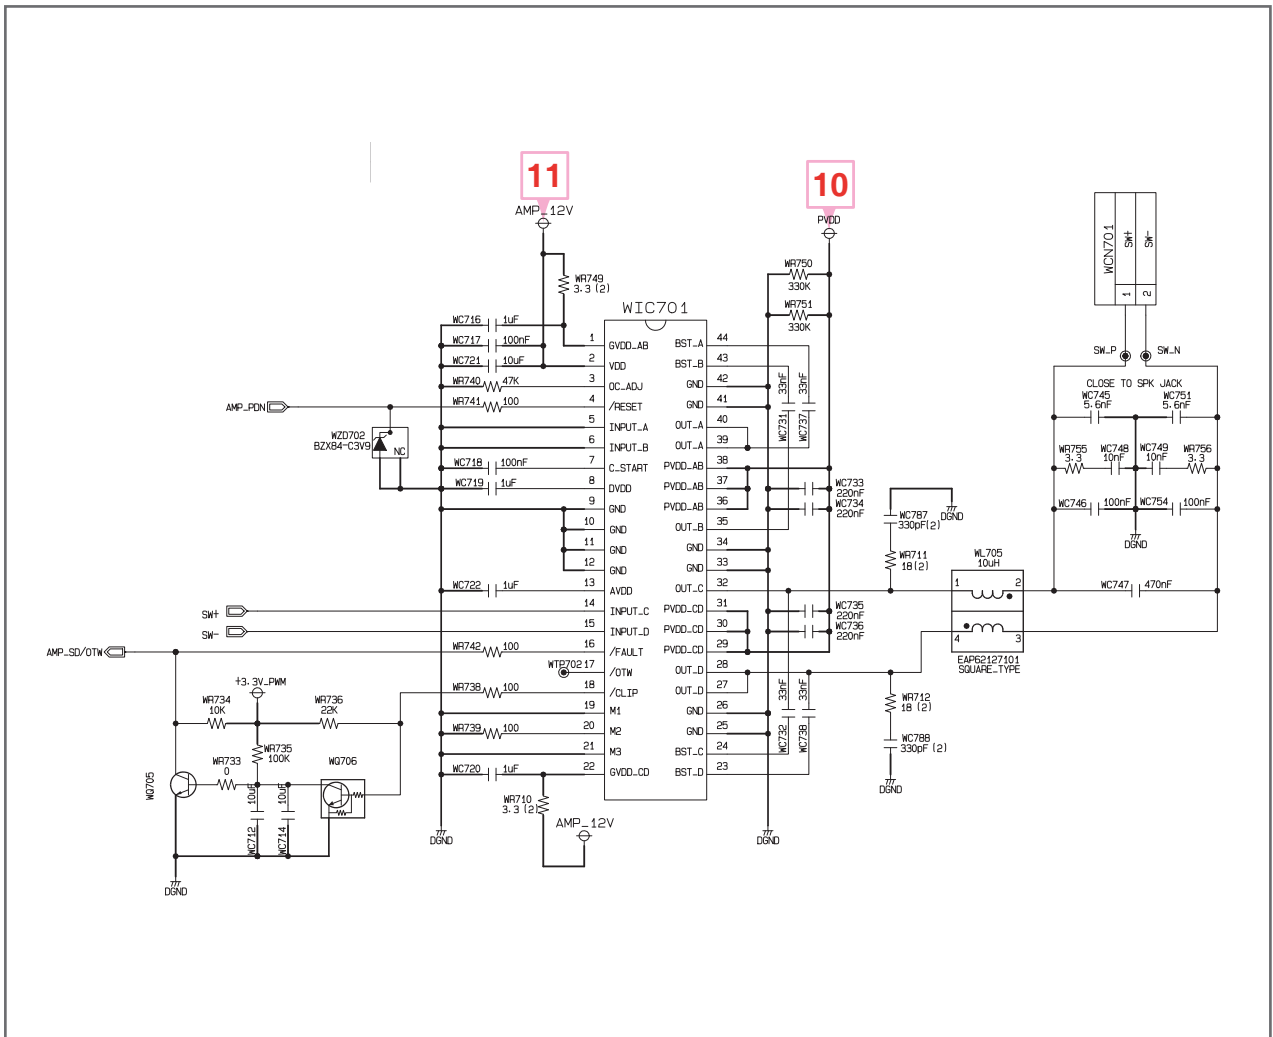 11
AMP_12V
10
PVDD
WCN701
SW+
SW-
1
2
WR749
3.3 (2)
WR750
330K
WR751
330K
WIC701
SW_P
SW_N
CLOSE TO SPK JACK
WC745
5.6nF
WC751
5.6nF
WR755
3.3
WC748
10nF
WC749
10nF
WR756
3.3
WC746
100nF
WC754
100nF
DGND
WC747
470nF
WC716
1uF
WC717
100nF
WC721
10uF
WR740
47K
WR741
100
AMP_PDN
WZD702
BZX84-C3V9
NC
WC718
100nF
WC719
1uF
WC722
1uF
SW+
SW-
AMP_SD/OTW
WR742
100
WTP702
WR738
100
WR739
100
WC720
1uF
WR710
3.3 (2)
AMP_12V
DGND
1
GVDD_AB
2
VDD
3
OC_ADJ
4
/RESET
5
INPUT_A
6
INPUT_B
7
C_START
8
DVDD
9
GND
10
GND
11
GND
12
GND
13
AVDD
14
INPUT_C
15
INPUT_D
16
/FAULT
17
/OTW
18
/CLIP
19
M1
20
M2
21
M3
22
GVDD_CD
BST_A
44
BST_B
43
GND
42
GND
41
OUT_A
40
OUT_A
39
PVDD_AB
38
PVDD_AB
37
PVDD_AB
36
OUT_B
35
GND
34
GND
33
OUT_C
32
PVDD_CD
31
PVDD_CD
30
PVDD_CD
29
OUT_D
28
OUT_D
27
GND
26
GND
25
BST_C
24
BST_D
23
33nF
WC731
33nF
WC737
WC733
220nF
WC734
220nF
WC735
220nF
WC736
220nF
33nF
WC732
33nF
WC738
DGND
WC787
330pF(2)
DGND
WR711
18(2)
WL705
10uH
1
2
4
3
EAP62127101
SQUARE_TYPE
WR712
18 (2)
WC788
330pF (2)
DGND
+3.3V_PWM
WR734
10K
WR736
22K
WR735
100K
WR733
0
WQ706
WQ705
10uF
WC712
10uF
WC714
DGND